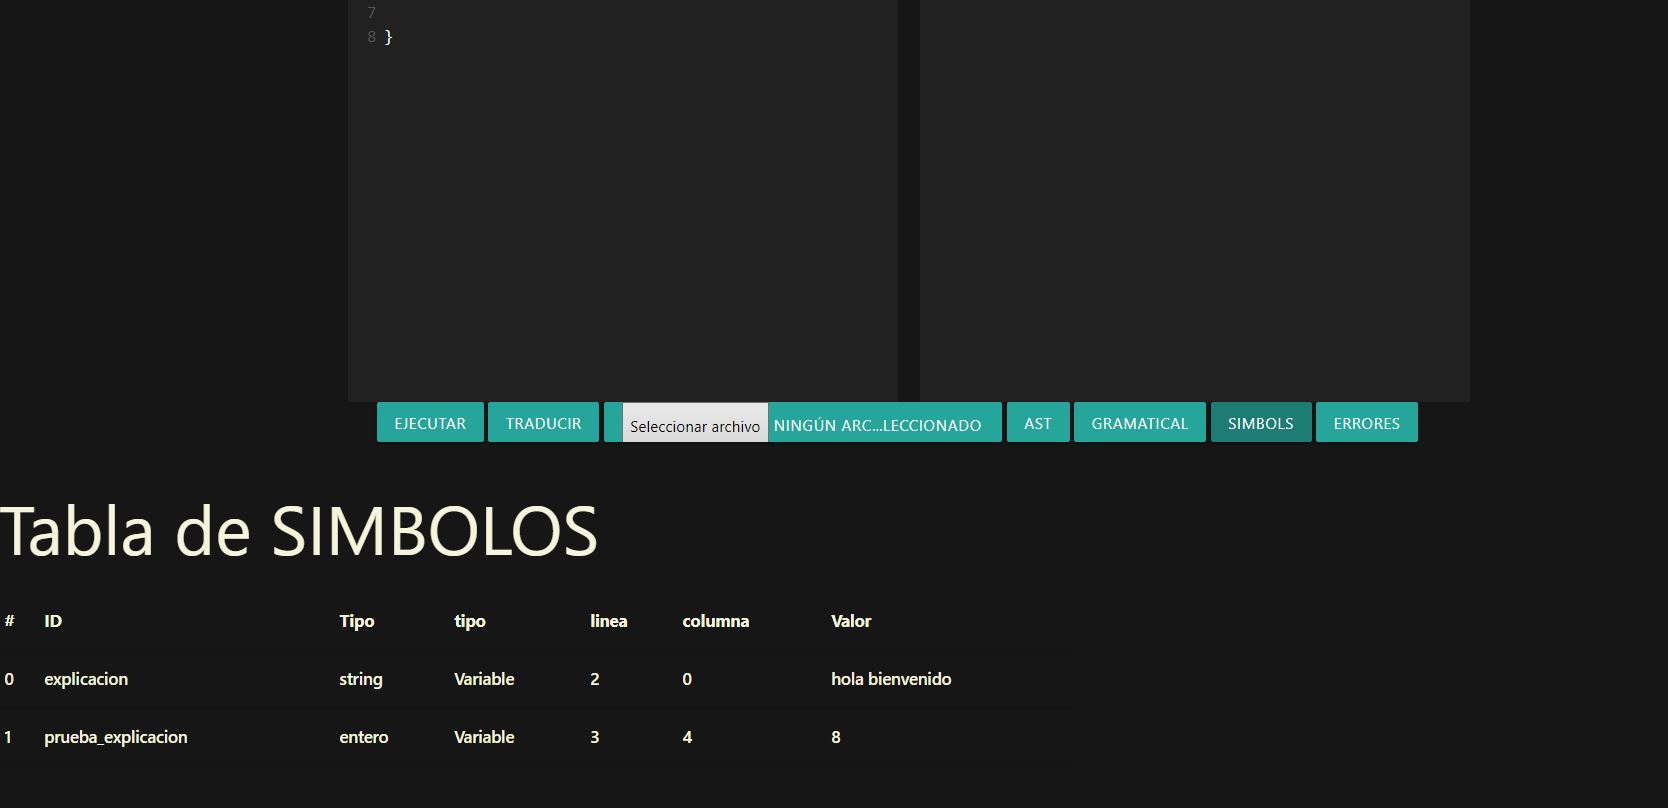 7
8 }
EJECUTAR TRADUCIR Seleccionar archivo NINGÚN ARC...LECCIONADO AST GRAMATICAL SIMBOLS ERRORES
Tabla de SIMBOLOS
# ID Tipo tipo linea columna Valor
0 explicacion string Variable 2 0 hola bienvenido
1 prueba_explicacion entero Variable 3 4 8